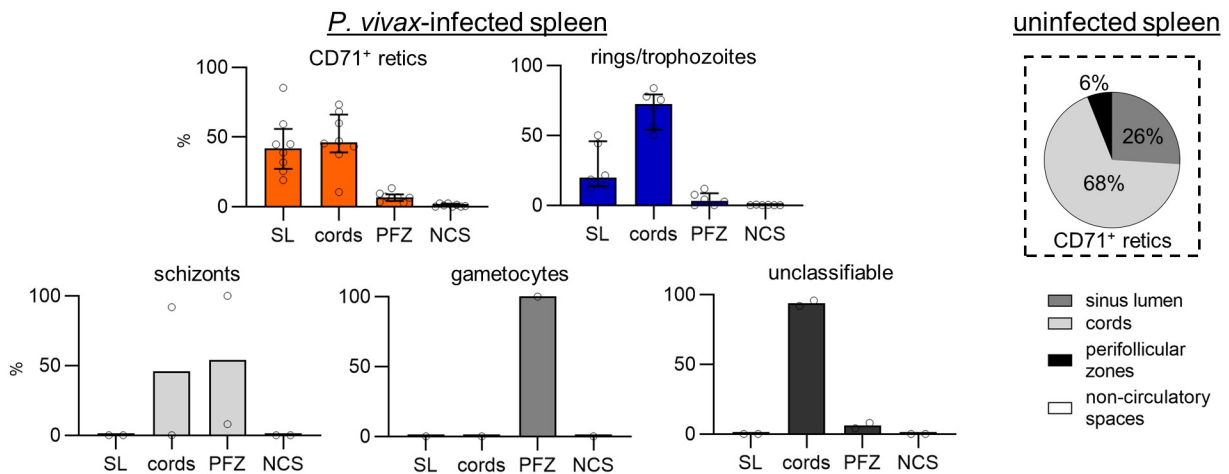 P. vivax-infected spleen
uninfected spleen
CD71+ retics
100
50
0
%
SL cords PFZ NCS
rings/trophozoites
100
50
0
SL cords PFZ NCS
6%
26%
68%
CD71+ retics
schizonts
100
50
0
%
SL cords PFZ NCS
gametocytes
100
50
0
SL cords PFZ NCS
unclassifiable
100
50
0
SL cords PFZ NCS
sinus lumen
cords
perifollicular
zones
non-circulatory
spaces